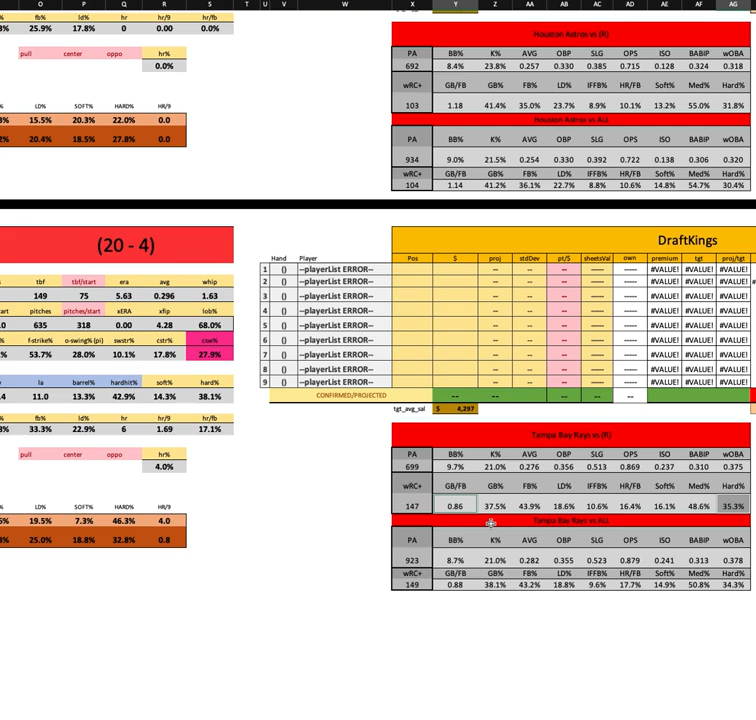 O P Q R S T U V W X Y Z AA AB AC AD AE AF AG
% fb% ld% hr hr/9 hr/fb
3% 25.9% 17.8% 0 0.00 0.0%
Houston Astros vs (R)
pull center oppo hr%
PA BB% K% AVG OBP SLG OPS ISO BABIP wOBA
0.0%
692 8.4% 23.8% 0.257 0.330 0.385 0.715 0.128 0.324 0.318
wRC+ GB/FB GB% FB% LD% IFFB% HR/FB Soft% Med% Hard%
% LD% SOFT% HARD% HR/9
103 1.18 41.4% 35.0% 23.7% 8.9% 10.1% 13.2% 55.0% 31.8%
3% 15.5% 20.3% 22.0% 0.0
Houston Astros vs ALL
2% 20.4% 18.5% 27.8% 0.0
PA BB% K% AVG OBP SLG OPS ISO BABIP wOBA
934 9.0% 21.5% 0.254 0.330 0.392 0.722 0.138 0.306 0.320
wRC+ GB/FB GB% FB% LD% IFFB% HR/FB Soft% Med% Hard%
104 1.14 41.2% 36.1% 22.7% 8.8% 10.6% 14.8% 54.7% 30.4%
(20 - 4)
DraftKings
Hand Player Pos $ proj stdDev pt/$ sheetsVal own premium tgt proj/tgt
1 () --playerList ERROR-- -- -- ----- ----- #VALUE! #VALUE! #VALUE!
2 () --playerList ERROR-- -- -- ----- ----- #VALUE! #VALUE! #VALUE!
3 () --playerList ERROR-- -- -- ----- ----- #VALUE! #VALUE! #VALUE!
4 () --playerList ERROR-- -- -- ----- ----- #VALUE! #VALUE! #VALUE!
5 () --playerList ERROR-- -- -- ----- ----- #VALUE! #VALUE! #VALUE!
6 () --playerList ERROR-- -- -- ----- ----- #VALUE! #VALUE! #VALUE!
7 () --playerList ERROR-- -- -- ----- ----- #VALUE! #VALUE! #VALUE!
8 () --playerList ERROR-- -- -- ----- ----- #VALUE! #VALUE! #VALUE!
9 () --playerList ERROR-- -- -- ----- ----- #VALUE! #VALUE! #VALUE!
CONFIRMED/PROJECTED -- -- -- -- --
tgt_avg_sal $ 4,297
tbf tbf/start era avg whip
149 75 5.63 0.296 1.63
art pitches pitches/start xERA xfip lob%
.0 635 318 0.00 4.28 68.0%
% f-strike% o-swing% (pi) swstr% cstr% csw%
% 53.7% 28.0% 10.1% 17.8% 27.9%
la barrel% hardhit% soft% hard%
.4 11.0 13.3% 42.9% 14.3% 38.1%
% fb% ld% hr hr/9 hr/fb
8% 33.3% 22.9% 6 1.69 17.1%
pull center oppo hr%
4.0%
Tampa Bay Rays vs (R)
PA BB% K% AVG OBP SLG OPS ISO BABIP wOBA
699 9.7% 21.0% 0.276 0.356 0.513 0.869 0.237 0.310 0.375
wRC+ GB/FB GB% FB% LD% IFFB% HR/FB Soft% Med% Hard%
147 0.86 37.5% 43.9% 18.6% 10.6% 16.4% 16.1% 48.6% 35.3%
% LD% SOFT% HARD% HR/9
5% 19.5% 7.3% 46.3% 4.0
Tampa Bay Rays vs ALL
25.0% 18.8% 32.8% 0.8
PA BB% K% AVG OBP SLG OPS ISO BABIP wOBA
923 8.7% 21.0% 0.282 0.355 0.523 0.879 0.241 0.313 0.378
wRC+ GB/FB GB% FB% LD% IFFB% HR/FB Soft% Med% Hard%
149 0.88 38.1% 43.2% 18.8% 9.6% 17.7% 14.9% 50.8% 34.3%